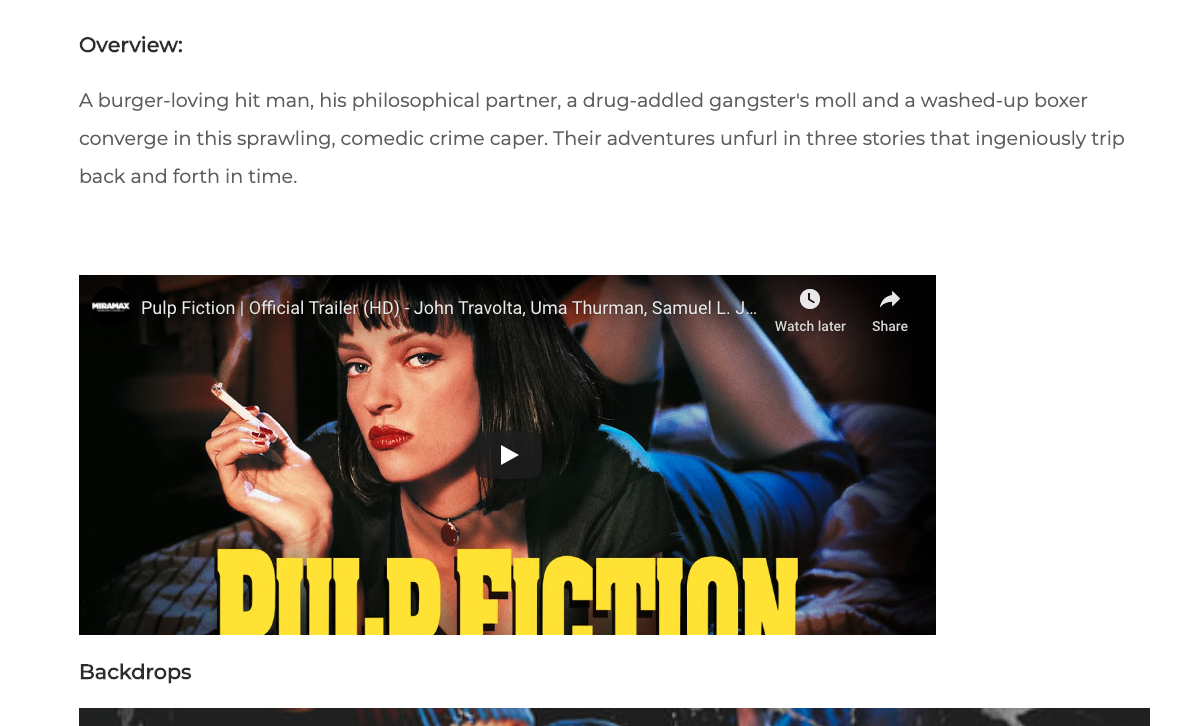 Overview:
A burger-loving hit man, his philosophical partner, a drug-addled gangster's moll and a washed-up boxer
converge in this sprawling, comedic crime caper. Their adventures unfurl in three stories that ingeniously trip
back and forth in time.
MIRAMAX
Pulp Fiction | Official Trailer (HD) - John Travolta, Uma Thurman, Samuel L. J...
Watch later
Share
PULP FICTION
Backdrops